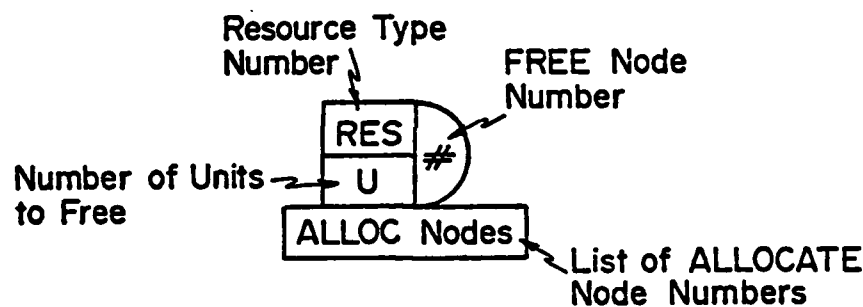 Resource Type
Number
FREE Node
Number
RES
#
Number of Units
to Free
U
ALLOC Nodes
List of ALLOCATE
Node Numbers